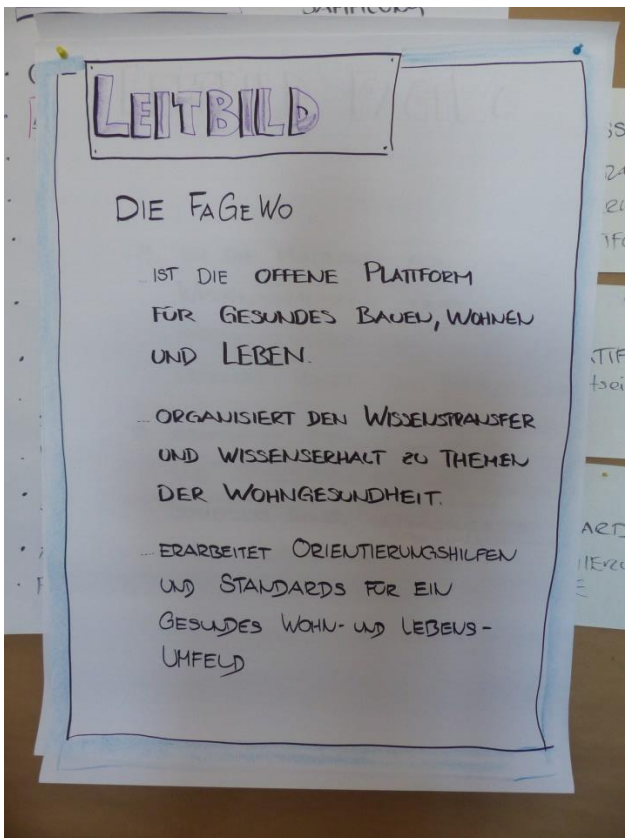 SAMMLUNG
LEITBILD
DIE FAGEWO
...IST DIE OFFENE PLATTFORM
FÜR GESUNDES BAUEN, WOHNEN
UND LEBEN.
...ORGANISIERT DEN WISSENSTRANSFER
UND WISSENSERHALT ZU THEMEN
DER WOHNGESUNDHEIT.
...ERARBEITET ORIENTIERUNGSHILFEN
UND STANDARDS FÜR EIN
GESUNDES WOHN- UND LEBENS-
UMFELD